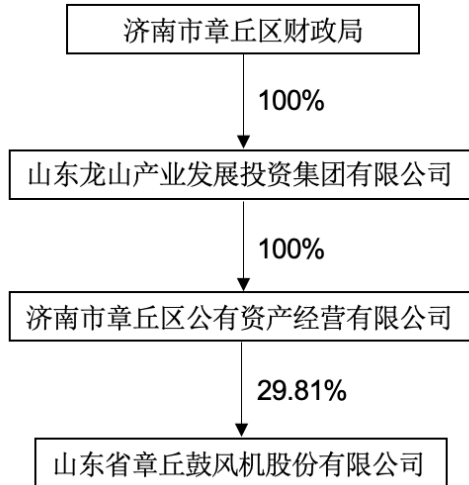 济南市章丘区财政局
100%
山东龙山产业发展投资集团有限公司
100%
济南市章丘区公有资产经营有限公司
29.81%
山东省章丘鼓风机股份有限公司